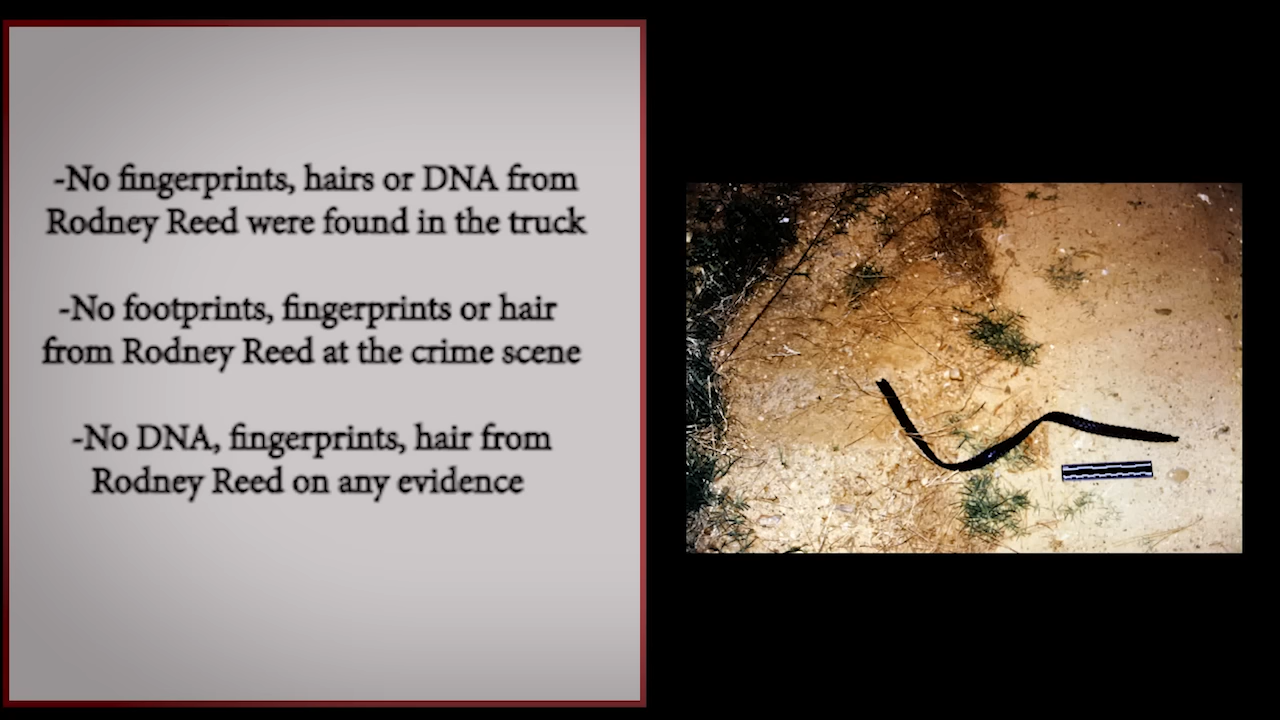 -No fingerprints, hairs or DNA from
Rodney Reed were found in the truck
-No footprints, fingerprints or hair
from Rodney Reed at the crime scene
-No DNA, fingerprints, hair from
Rodney Reed on any evidence